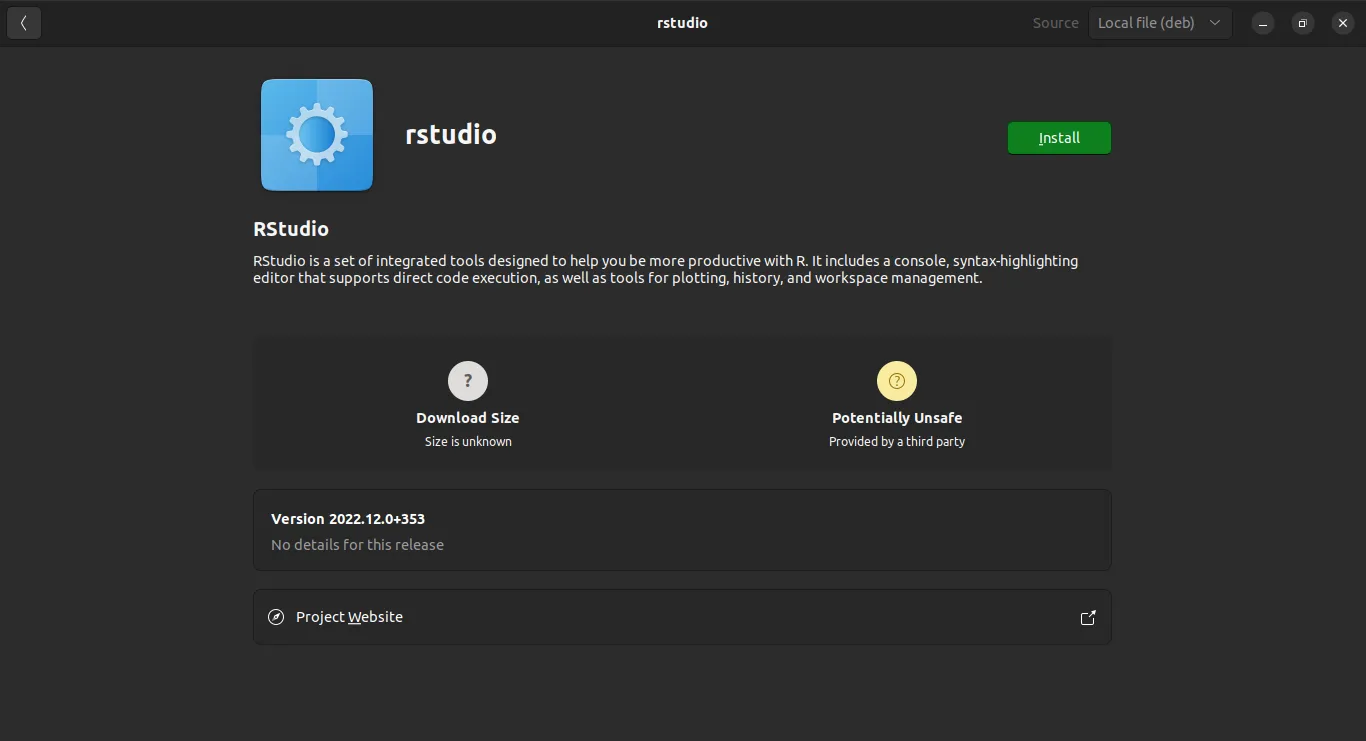 rstudio
Source
Local file (deb)
rstudio
Install
RStudio
RStudio is a set of integrated tools designed to help you be more productive with R. It includes a console, syntax-highlighting
editor that supports direct code execution, as well as tools for plotting, history, and workspace management.
?
?
Download Size
Potentially Unsafe
Size is unknown
Provided by a third party
Version 2022.12.0+353
No details for this release
Project Website